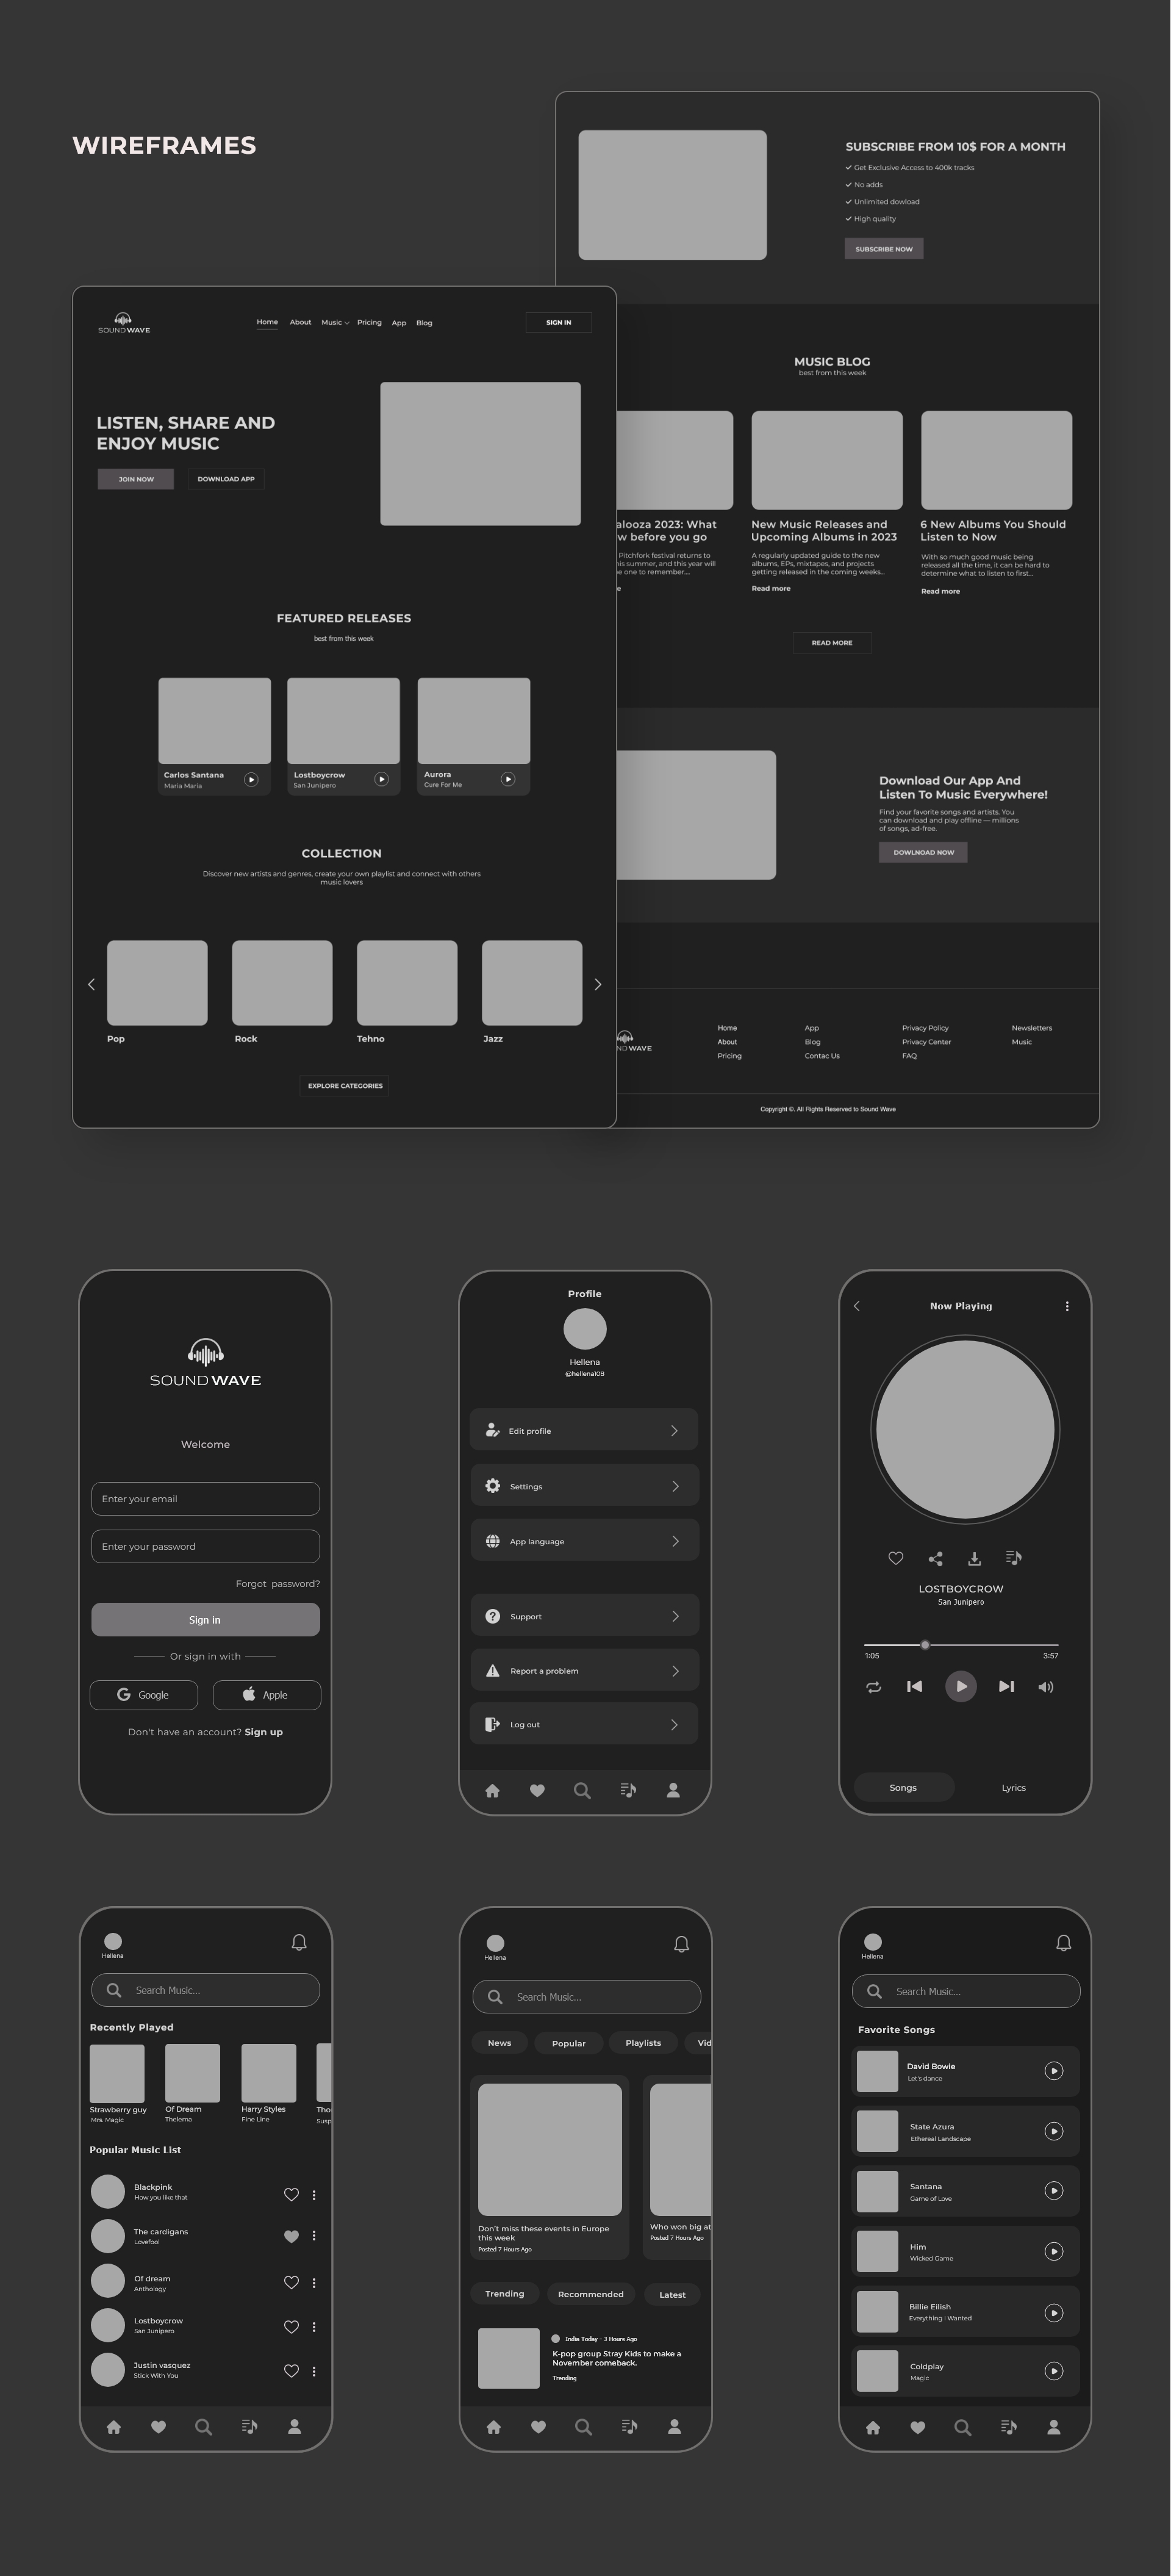 WIREFRAMES
SUBSCRIBE FROM 10$ FOR A MONTH
Get Exclusive Access to 400k tracks
No adds
Unlimited dowload
High quality
SUBSCRIBE NOW
SOUNDWAVE
Home About Music Pricing App Blog
SIGN IN
LISTEN, SHARE AND
ENJOY MUSIC
JOIN NOW
DOWNLOAD APP
FEATURED RELEASES
best from this week
Carlos Santana
Maria Maria
Lostboycrow
San Junipero
Aurora
Cure For Me
COLLECTION
Discover new artists and genres, create your own playlist and connect with others
music lovers
Pop
Rock
Tehno
Jazz
EXPLORE CATEGORIES
MUSIC BLOG
best from this week
alooza 2023: What
w before you go
Pitchfork festival returns to
his summer, and this year will
e one to remember....
e
New Music Releases and
Upcoming Albums in 2023
A regularly updated guide to the new
albums, EPs, mixtapes, and projects
getting released in the coming weeks...
Read more
6 New Albums You Should
Listen to Now
With so much good music being
released all the time, it can be hard to
determine what to listen to first...
Read more
READ MORE
Download Our App And
Listen To Music Everywhere!
Find your favorite songs and artists. You
can download and play offline — millions
of songs, ad-free.
DOWLNOAD NOW
ND WAVE
Home
About
Pricing
App
Blog
Contac Us
Privacy Policy
Privacy Center
FAQ
Newsletters
Music
Copyright ©. All Rights Reserved to Sound Wave
SOUNDWAVE
Welcome
Enter your email
Enter your password
Forgot password?
Sign in
Or sign in with
Google
Apple
Don't have an account? Sign up
Profile
Hellena
@hellena108
Edit profile
Settings
App language
Support
Report a problem
Log out
Now Playing
LOSTBOYCROW
San Junipero
1:05
3:57
Songs
Lyrics
Hellena
Search Music...
Recently Played
Strawberry guy
Mrs. Magic
Of Dream
Thelema
Harry Styles
Fine Line
Tho
Susp
Popular Music List
Blackpink
How you like that
The cardigans
Lovefool
Of dream
Anthology
Lostboycrow
San Junipero
Justin vasquez
Stick With You
Hellena
Search Music...
News
Popular
Playlists
Vid
Don't miss these events in Europe
this week
Posted 7 Hours Ago
Who won big at
Posted 7 Hours Ago
Trending
Recommended
Latest
India Today - 3 Hours Ago
K-pop group Stray Kids to make a
November comeback.
Trending
Hellena
Search Music...
Favorite Songs
David Bowie
Let's dance
State Azura
Ethereal Landscape
Santana
Game of Love
Him
Wicked Game
Billie Eilish
Everything I Wanted
Coldplay
Magic